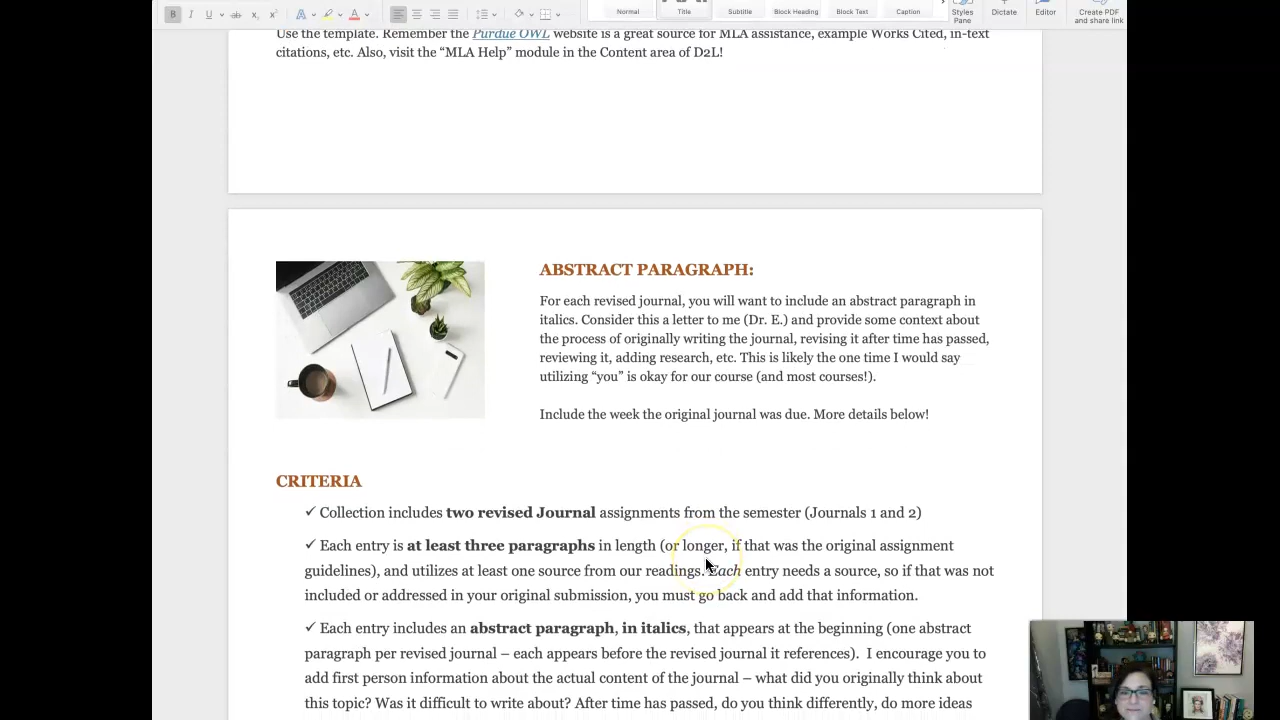 B I U ab x x A A
Normal Title Subtitle Block Heading Block Text Caption
Styles Pane Dictate Editor Create PDF and share link
Use the template. Remember the Purdue OWL website is a great source for MLA assistance, example Works Cited, in-text
citations, etc. Also, visit the “MLA Help” module in the Content area of D2L!
ABSTRACT PARAGRAPH:
For each revised journal, you will want to include an abstract paragraph in
italics. Consider this a letter to me (Dr. E.) and provide some context about
the process of originally writing the journal, revising it after time has passed,
reviewing it, adding research, etc. This is likely the one time I would say
utilizing “you” is okay for our course (and most courses!).
Include the week the original journal was due. More details below!
CRITERIA
✓ Collection includes two revised Journal assignments from the semester (Journals 1 and 2)
✓ Each entry is at least three paragraphs in length (or longer, if that was the original assignment
guidelines), and utilizes at least one source from our readings. Each entry needs a source, so if that was not
included or addressed in your original submission, you must go back and add that information.
✓ Each entry includes an abstract paragraph, in italics, that appears at the beginning (one abstract
paragraph per revised journal – each appears before the revised journal it references). I encourage you to
add first person information about the actual content of the journal – what did you originally think about
this topic? Was it difficult to write about? After time has passed, do you think differently, do more ideas